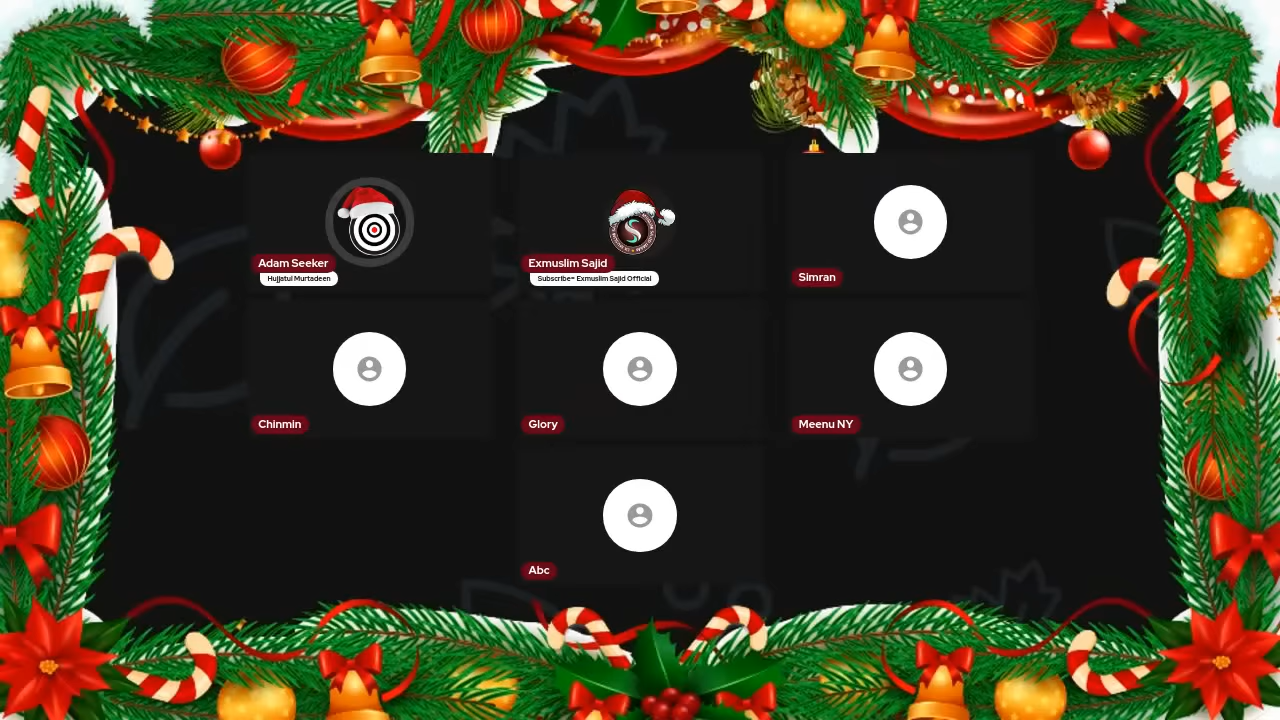 Adam Seeker
Hujjatul Murtadeen
Exmuslim Sajid
Subscribe= Exmuslim Sajid Official
Simran
Chinmin
Glory
Meenu NY
Abc